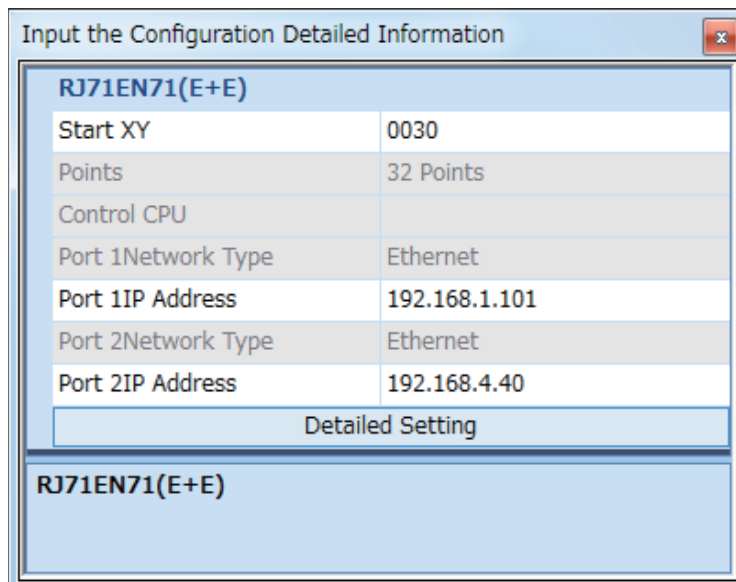 Input the Configuration Detailed Information
x
RJ71EN71(E+E)
Start XY 0030
Points 32 Points
Control CPU
Port 1Network Type Ethernet
Port 1IP Address 192.168.1.101
Port 2Network Type Ethernet
Port 2IP Address 192.168.4.40
Detailed Setting
RJ71EN71(E+E)